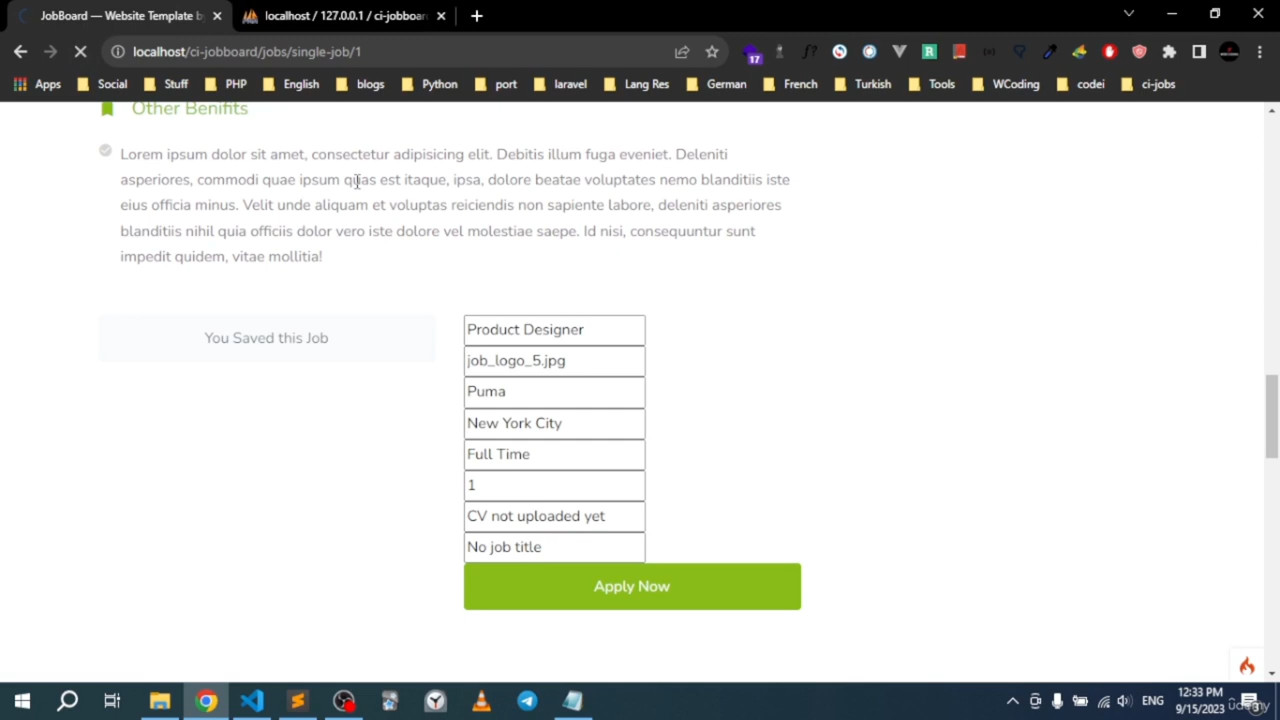 JobBoard — Website Template by
localhost / 127.0.0.1 / ci-jobboar
localhost/ci-jobboard/jobs/single-job/1
17
Apps Social Stuff PHP English blogs Python port laravel Lang Res German French Turkish Tools WCoding codei ci-jobs
Other Benifits
Lorem ipsum dolor sit amet, consectetur adipisicing elit. Debitis illum fuga eveniet. Deleniti
asperiores, commodi quae ipsum quas est itaque, ipsa, dolore beatae voluptates nemo blanditiis iste
eius officia minus. Velit unde aliquam et voluptas reiciendis non sapiente labore, deleniti asperiores
blanditiis nihil quia officiis dolor vero iste dolore vel molestiae saepe. Id nisi, consequuntur sunt
impedit quidem, vitae mollitia!
You Saved this Job
Product Designer
job_logo_5.jpg
Puma
New York City
Full Time
1
CV not uploaded yet
No job title
Apply Now
ENG
12:33 PM
9/15/2023
udemy